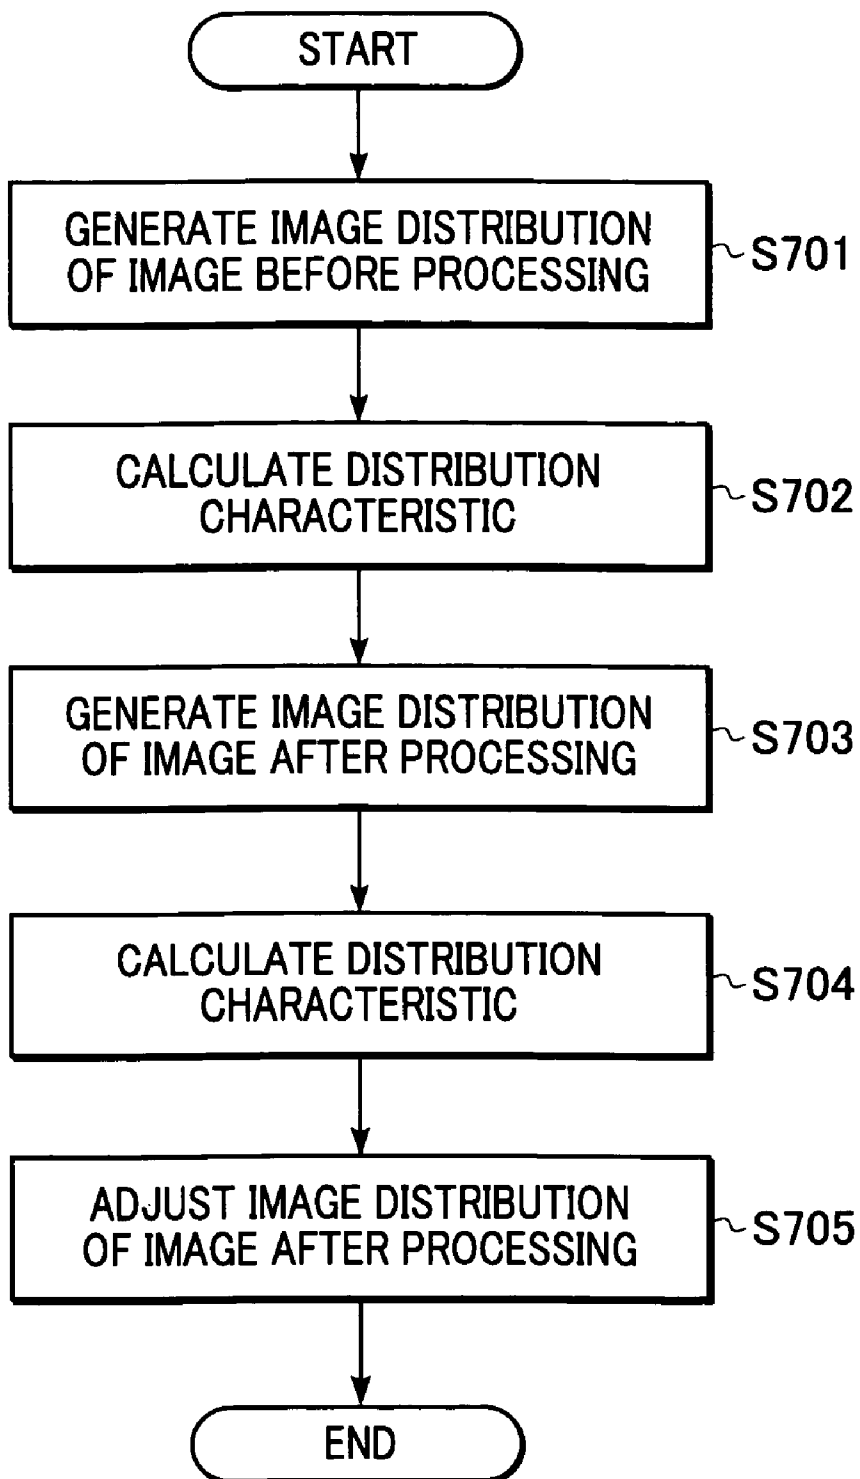 START
GENERATE IMAGE DISTRIBUTION
OF IMAGE BEFORE PROCESSING
S701
CALCULATE DISTRIBUTION
CHARACTERISTIC
S702
GENERATE IMAGE DISTRIBUTION
OF IMAGE AFTER PROCESSING
S703
CALCULATE DISTRIBUTION
CHARACTERISTIC
S704
ADJUST IMAGE DISTRIBUTION
OF IMAGE AFTER PROCESSING
S705
END